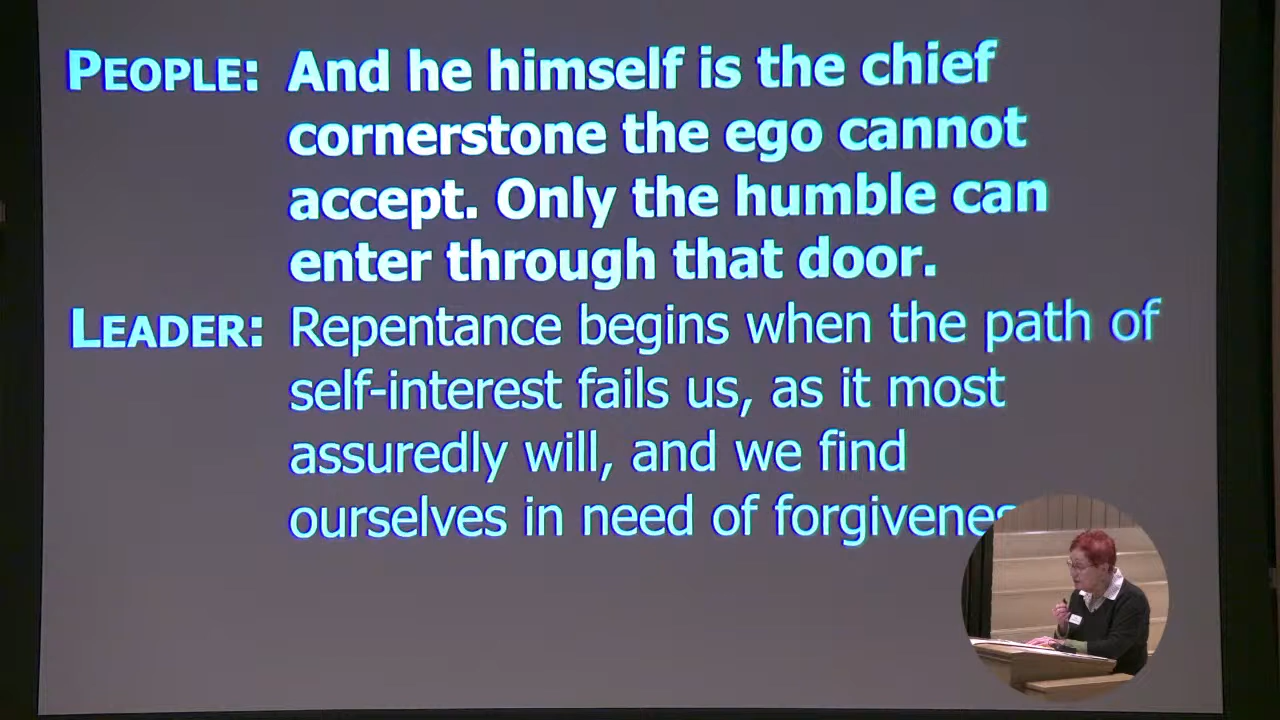 PEOPLE: And he himself is the chief
cornerstone the ego cannot
accept. Only the humble can
enter through that door.
LEADER: Repentance begins when the path of
self-interest fails us, as it most
assuredly will, and we find
ourselves in need of